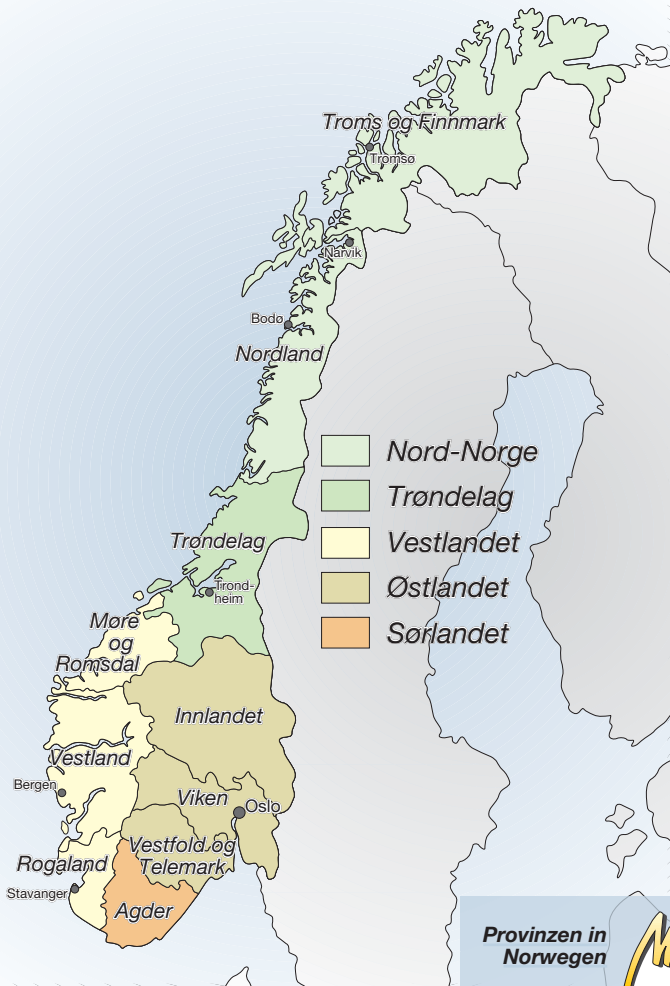 Troms og Finnmark
Tromsø
Narvik
Bodø
Nordland
Nord-Norge
Trøndelag
Vestlandet
Østlandet
Sørlandet
Trøndelag
Trond-
heim
Møre
og
Romsdal
Innlandet
Vestland
Bergen
Viken
Oslo
Vestfold og
Telemark
Rogaland
Stavanger
Agder
Provinzen in
Norwegen